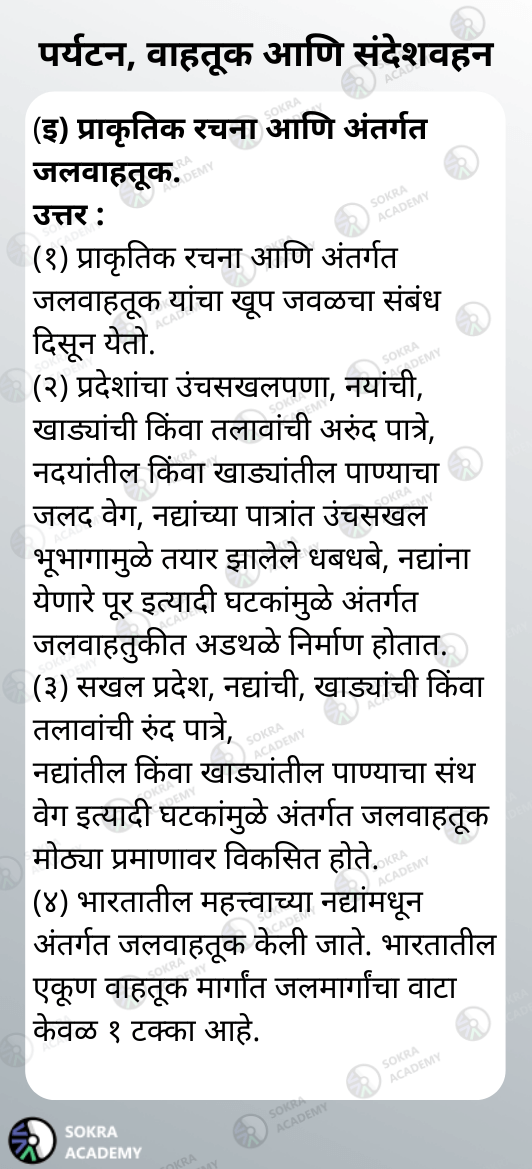 पर्यटन, वाहतूक आणि संदेशवहन
(इ) प्राकृतिक रचना आणि अंतर्गत
जलवाहतूक.
उत्तर :
(१) प्राकृतिक रचना आणि अंतर्गत
जलवाहतूक यांचा खूप जवळचा संबंध
दिसून येतो.
(२) प्रदेशांचा उंचसखलपणा, नयांची,
खाड्यांची किंवा तलावांची अरुंद पात्रे,
नदयांतील किंवा खाड्यांतील पाण्याचा
जलद वेग, नद्यांच्या पात्रांत उंचसखल
भूभागामुळे तयार झालेले धबधबे, नद्यांना
येणारे पूर इत्यादी घटकांमुळे अंतर्गत
जलवाहतुकीत अडथळे निर्माण होतात.
(३) सखल प्रदेश, नद्यांची, खाड्यांची किंवा
तलावांची रुंद पात्रे,
नद्यांतील किंवा खाड्यांतील पाण्याचा संथ
वेग इत्यादी घटकांमुळे अंतर्गत जलवाहतूक
मोठ्या प्रमाणावर विकसित होते.
(४) भारतातील महत्त्वाच्या नद्यांमधून
अंतर्गत जलवाहतूक केली जाते. भारतातील
एकूण वाहतूक मार्गांत जलमार्गांचा वाटा
केवळ १ टक्का आहे.
SOKRA
ACADEMY